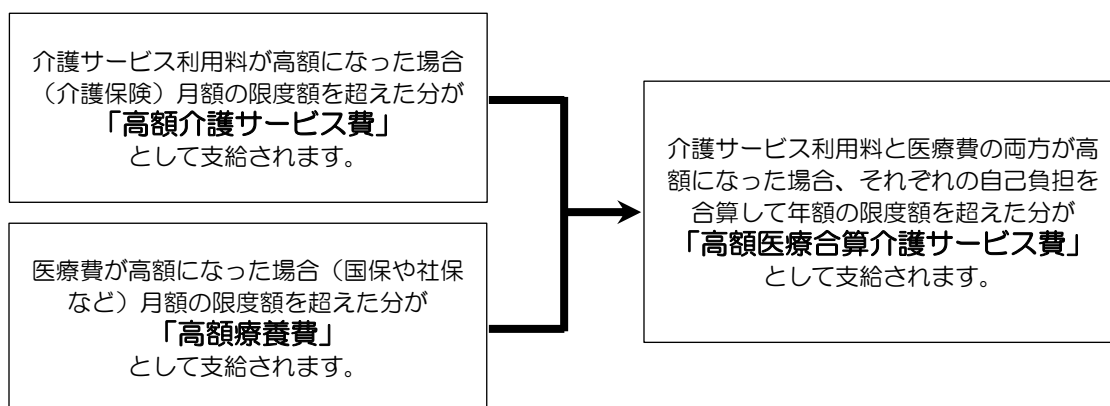 介護サービス利用料が高額になった場合
（介護保険）月額の限度額を超えた分が
「高額介護サービス費」
として支給されます。
医療費が高額になった場合（国保や社保
など）月額の限度額を超えた分が
「高額療養費」
として支給されます。
介護サービス利用料と医療費の両方が高
額になった場合、それぞれの自己負担を
合算して年額の限度額を超えた分が
「高額医療合算介護サービス費」
として支給されます。